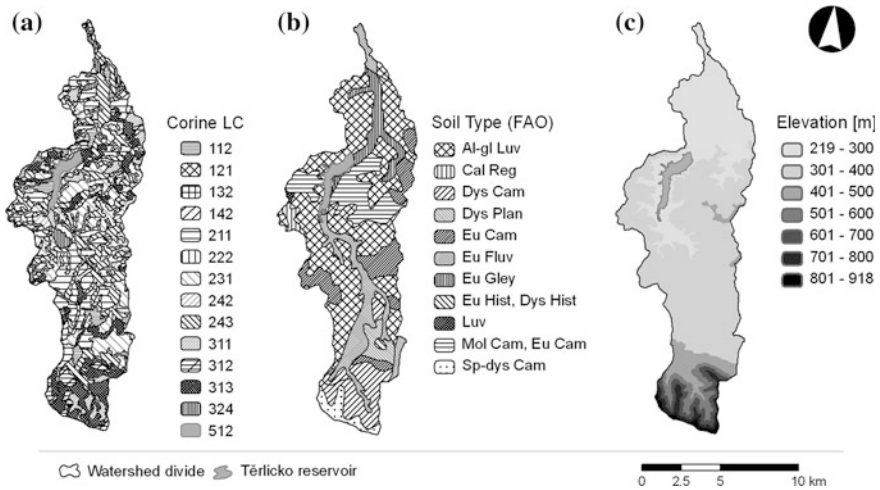 (a)
Corine LC
112
121
132
142
211
222
231
242
243
311
312
313
324
512
(b)
Soil Type (FAO)
Al-gl Luv
Cal Reg
Dys Cam
Dys Plan
Eu Cam
Eu Fluv
Eu Gley
Eu Hist, Dys Hist
Luv
Mol Cam, Eu Cam
Sp-dys Cam
(c)
Elevation [m]
219 - 300
301 - 400
401 - 500
501 - 600
601 - 700
701 - 800
801 - 918
Watershed divide
Těrlicko reservoir
0 2.5 5 10 km